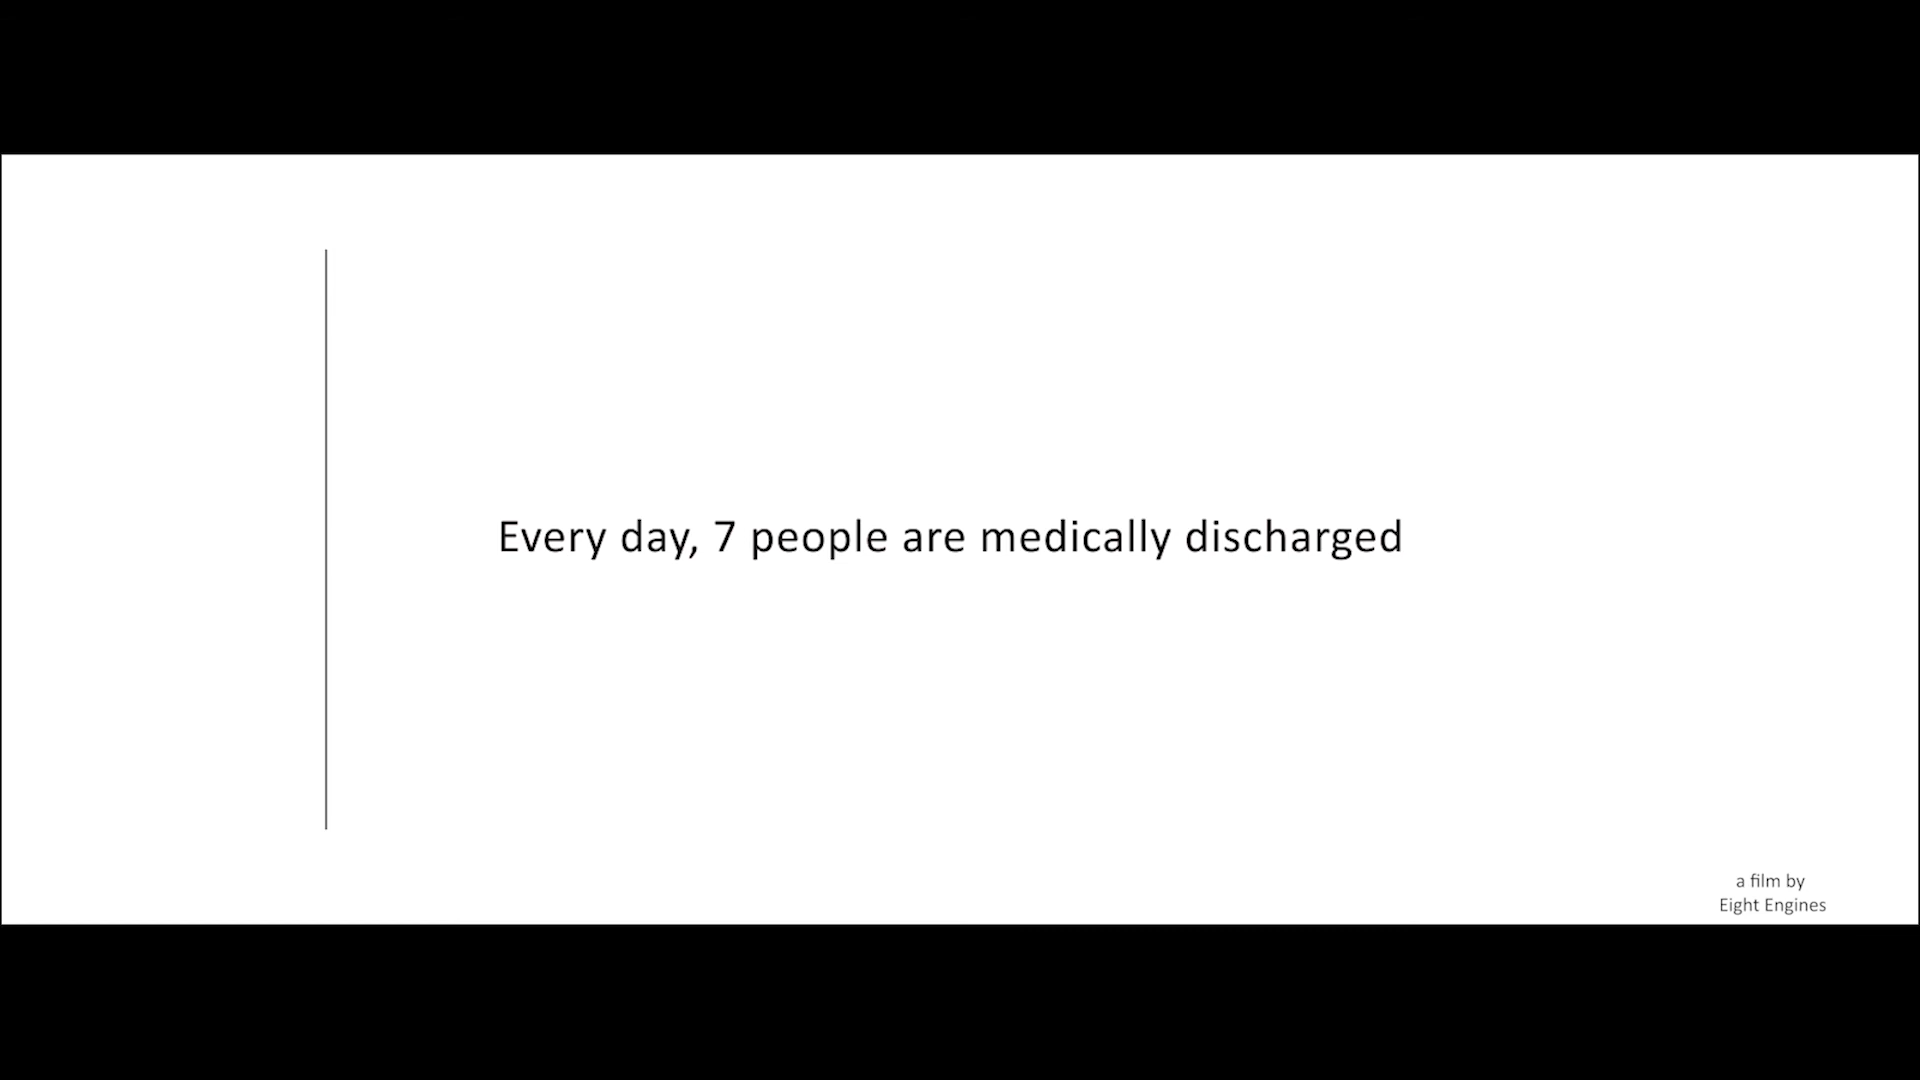 Every day, 7 people are medically discharged
a film by
Eight Engines